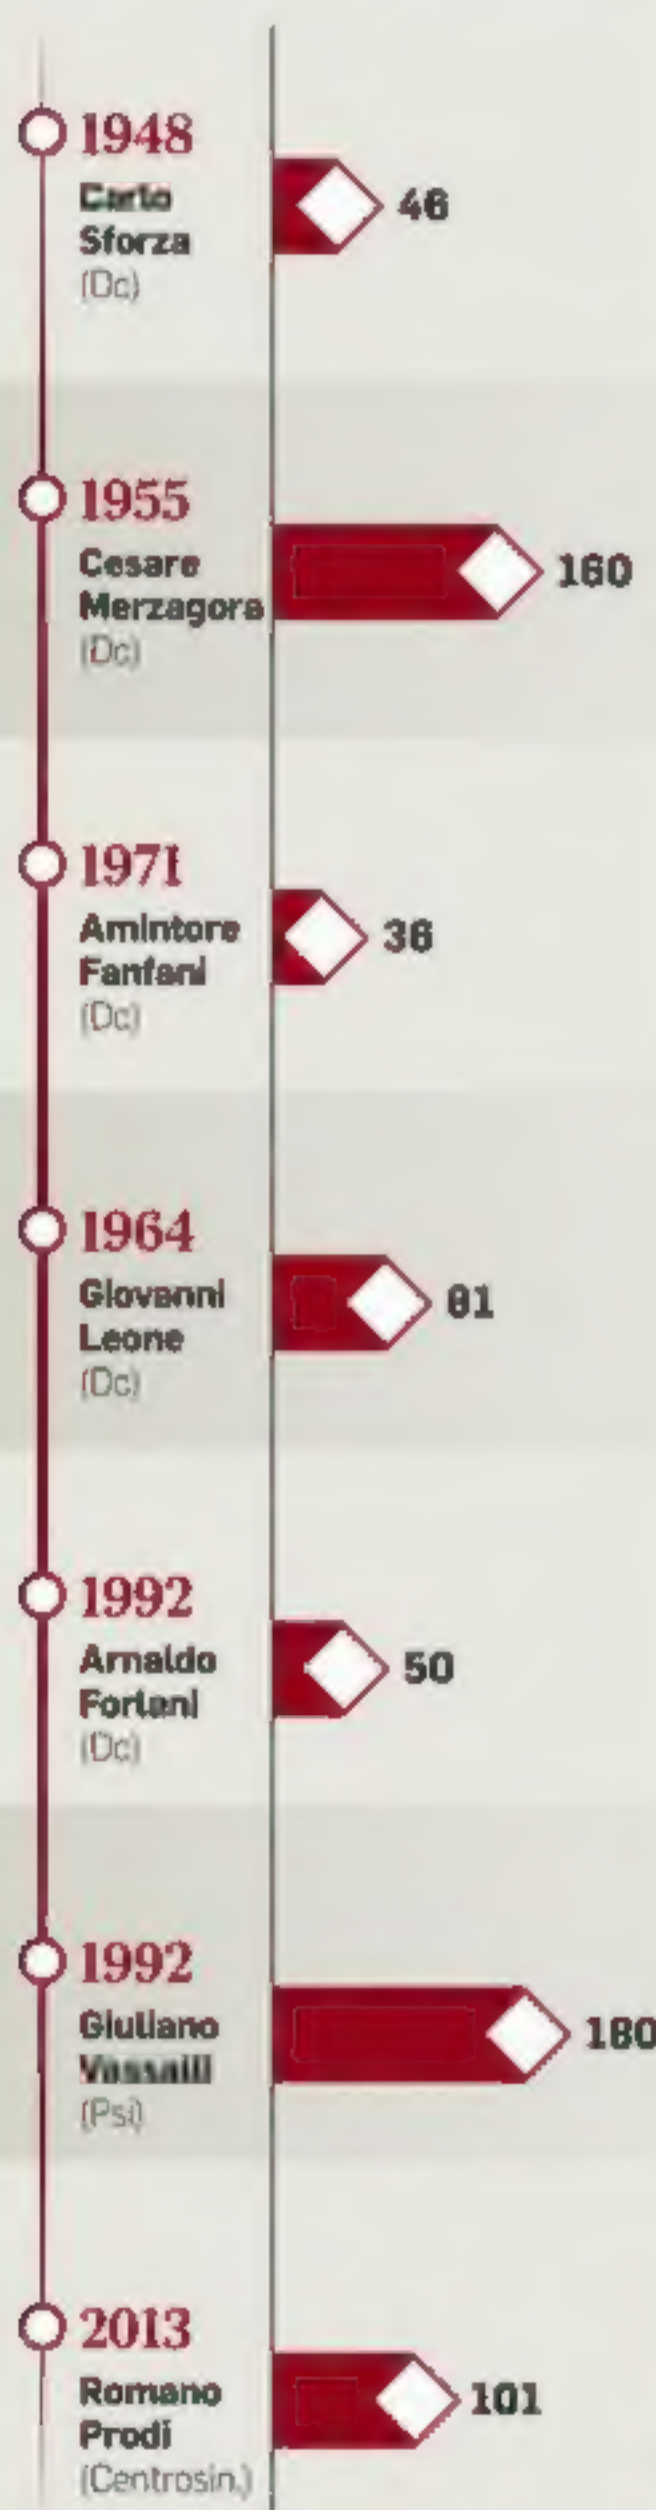 1948
Carlo
Sforza
(Dc)
46
1955
Cesare
Merzagora
(Dc)
160
1971
Amintore
Fanfani
(Dc)
36
1964
Giovanni
Leone
(Dc)
81
1992
Arnaldo
Forlani
(Dc)
50
1992
Giuliano
Vassalli
(Psi)
180
2013
Romano
Prodi
(Centrosin.)
101